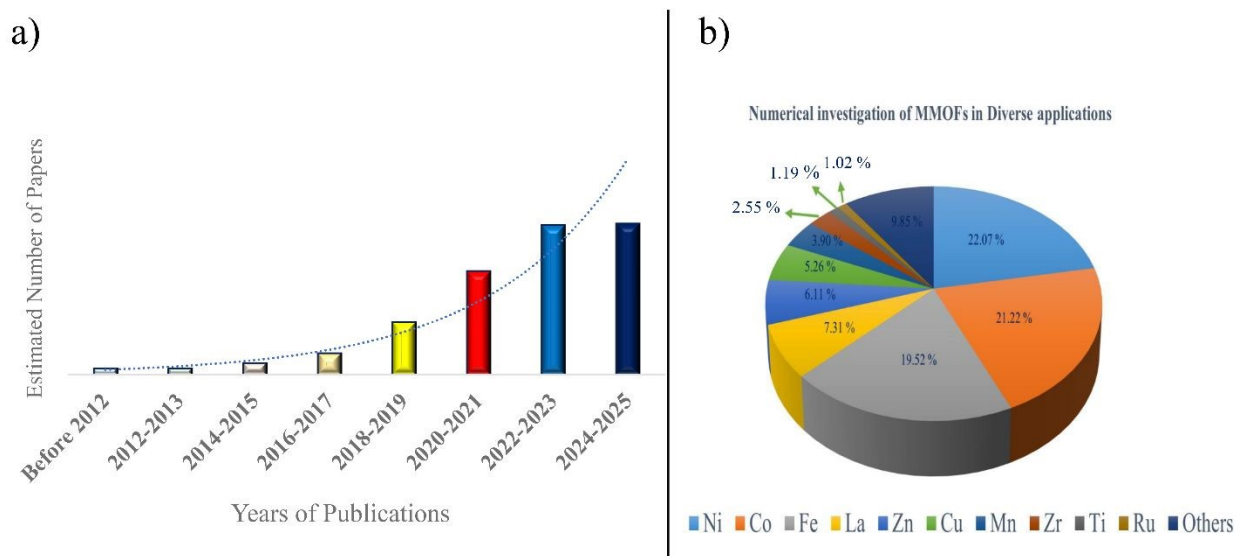 a)
Estimated Number of Papers
Before 2012
2012-2013
2014-2015
2016-2017
2018-2019
2020-2021
2022-2023
2024-2025
Years of Publications
b)
Numerical investigation of MMOFs in Diverse applications
1.02 %
1.19 %
2.55 %
9.85 %
22.07 %
3.90 %
5.26 %
6.11 %
21.22 %
7.31 %
19.52 %
Ni Co Fe La Zn Cu Mn Zr Ti Ru Others